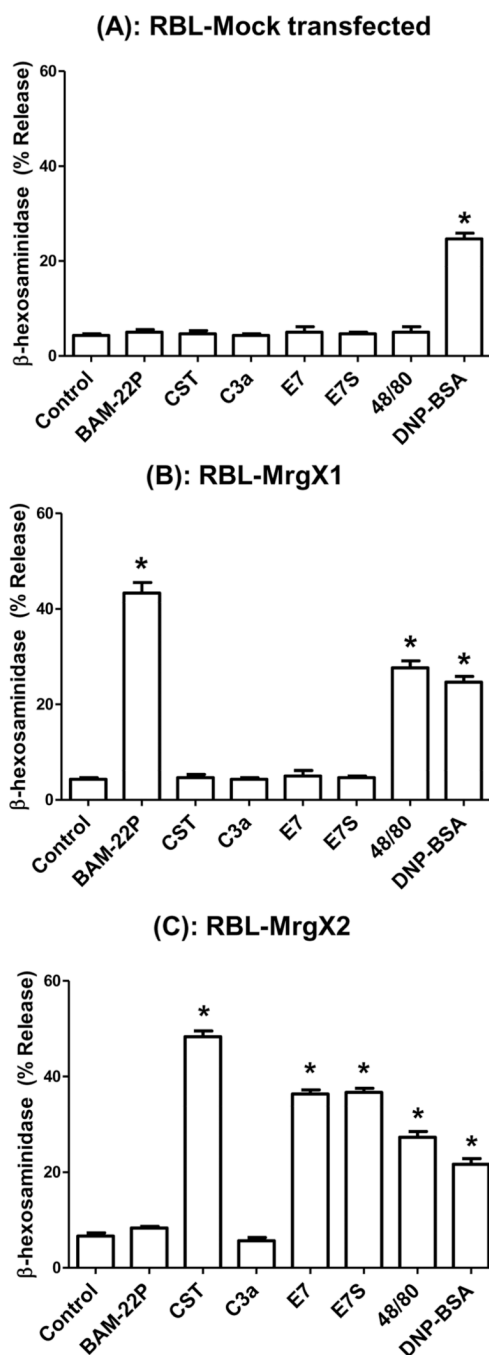 (A): RBL-Mock transfected
β-hexosaminidase (% Release)
60
40
20
0
*
Control
BAM-22P
CST
C3a
E7
E7S
48/80
DNP-BSA
(B): RBL-MrgX1
β-hexosaminidase (% Release)
60
40
20
0
*
*
*
Control
BAM-22P
CST
C3a
E7
E7S
48/80
DNP-BSA
(C): RBL-MrgX2
β-hexosaminidase (% Release)
60
40
20
0
*
*
*
*
*
Control
BAM-22P
CST
C3a
E7
E7S
48/80
DNP-BSA